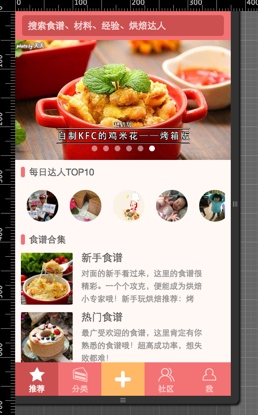 搜索食谱、材料、经验、烘焙达人
自制KFC的鸡米花——烤箱版
每日达人TOP10
食谱合集
新手食谱
对面的新手看过来，这里的食谱很
精彩。一个个攻克，便能成为烘焙
小专家哦！新手玩烘焙推荐：烤
热门食谱
最广受欢迎的食谱，这里肯定有你
熟悉的食谱哦！超高成功率，想失
败都难！
推荐
分类
社区
我